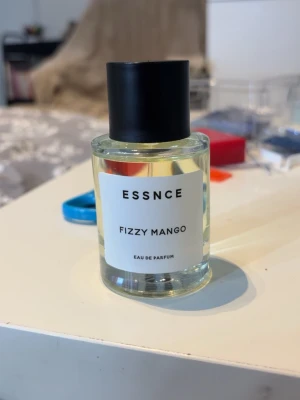 ESSNCE
FIZZY MANGO
EAU DE PARFUM